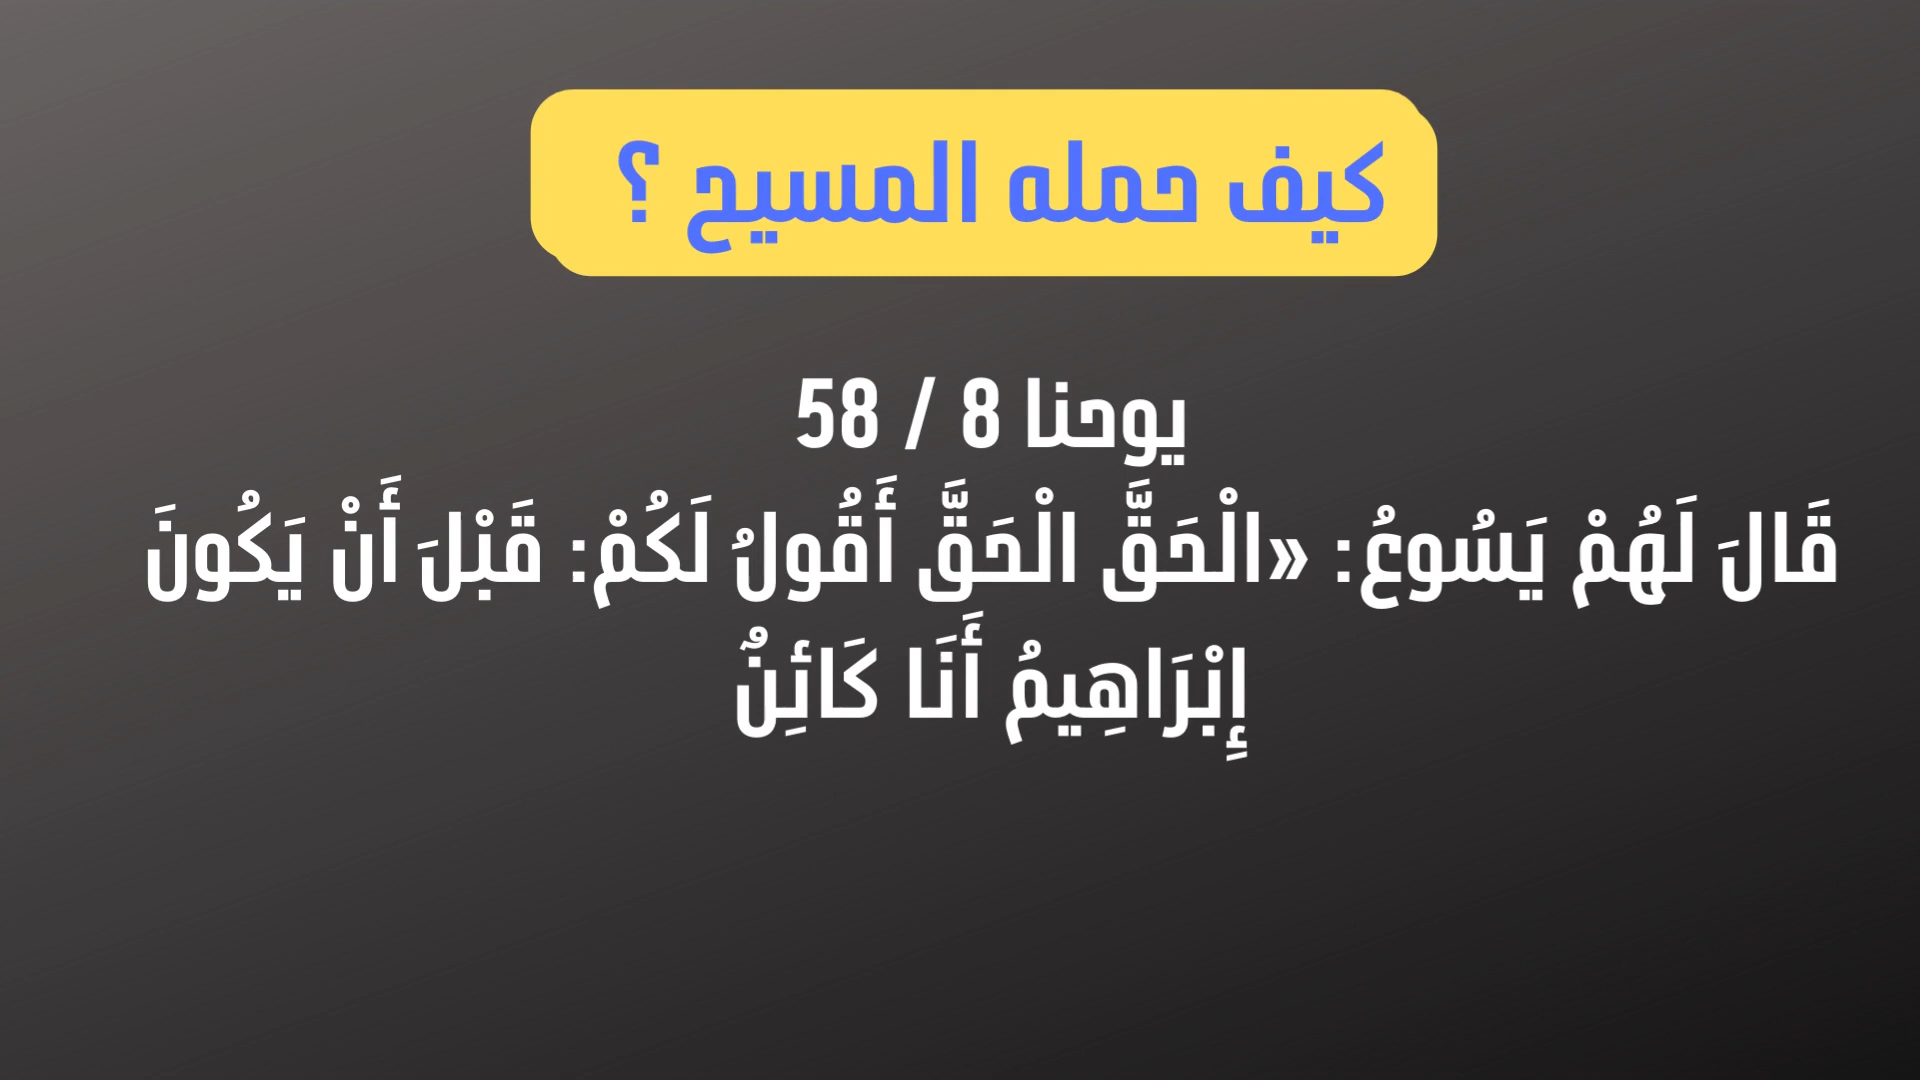 كيف حمله المسيح ؟
يوحنا 8 / 58
قَالَ لَهُمْ يَسُوعُ: «الْحَقَّ الْحَقَّ أَقُولُ لَكُمْ: قَبْلَ أَنْ يَكُونَ
إِبْرَاهِيمُ أَنَا كَائِنٌ